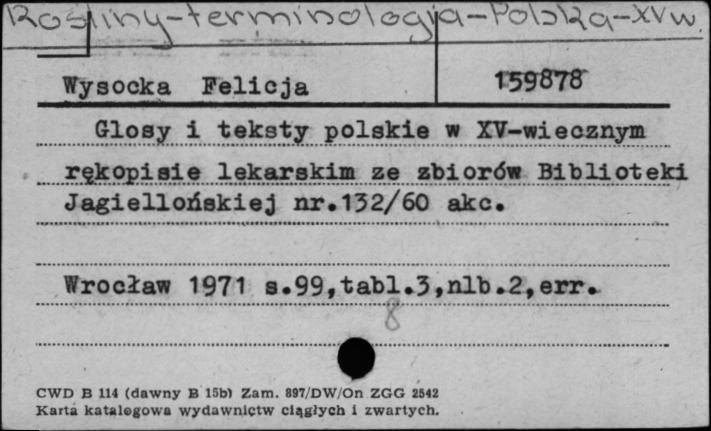 Rośliny-terminologja-Polska-XV w.
Wysocka Felicja 159878
Glosy i teksty polskie w XV-wiecznym
rękopisie lekarskim ze zbiorów Biblioteki
Jagiellońskiej nr.132/60 akc.
Wrocław 1971 s.99,tabl.3,nlb.2,err.
8
CWD B 114 (dawny B 15b) Zam. 897/DW/On ZGG 2542
Karta katalogowa wydawnictw ciągłych i zwartych.